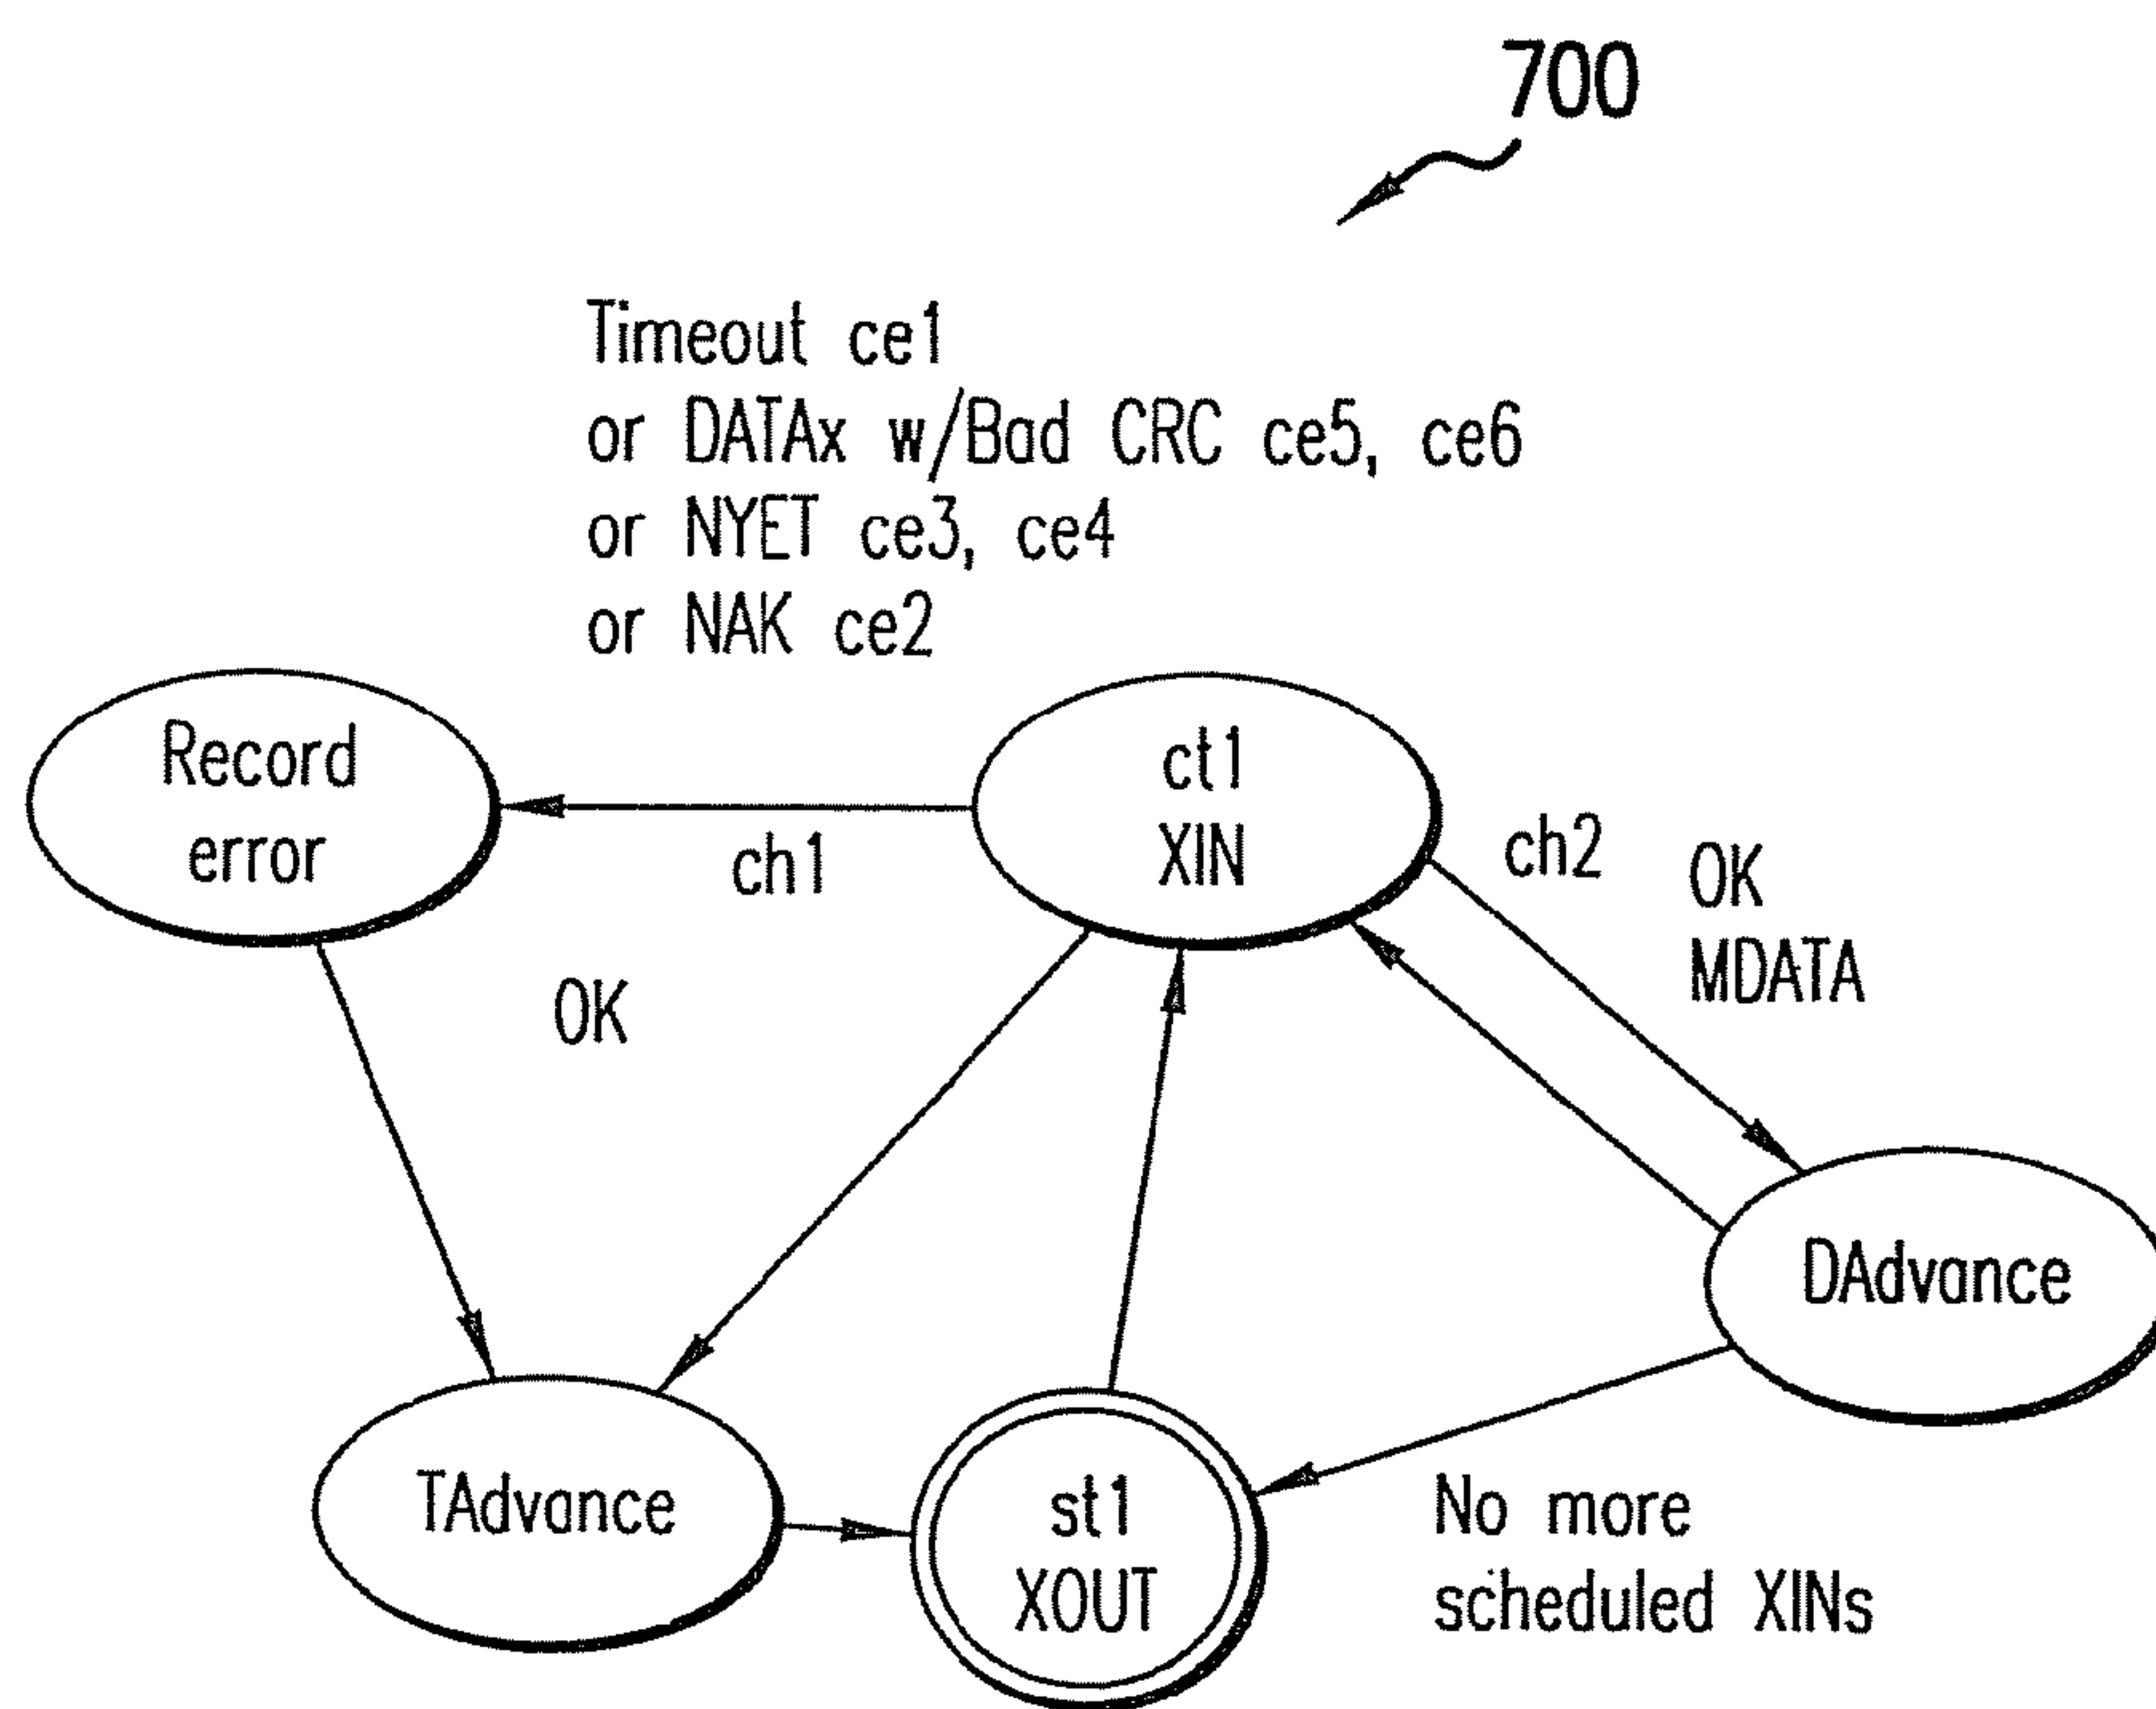 700
Timeout ce1
or DATAx w/Bad CRC ce5, ce6
or NYET ce3, ce4
or NAK ce2
Record
error
ct1
XIN
ch1
ch2
OK
MDATA
OK
DAdvance
TAdvance
st1
XOUT
No more
scheduled XINs